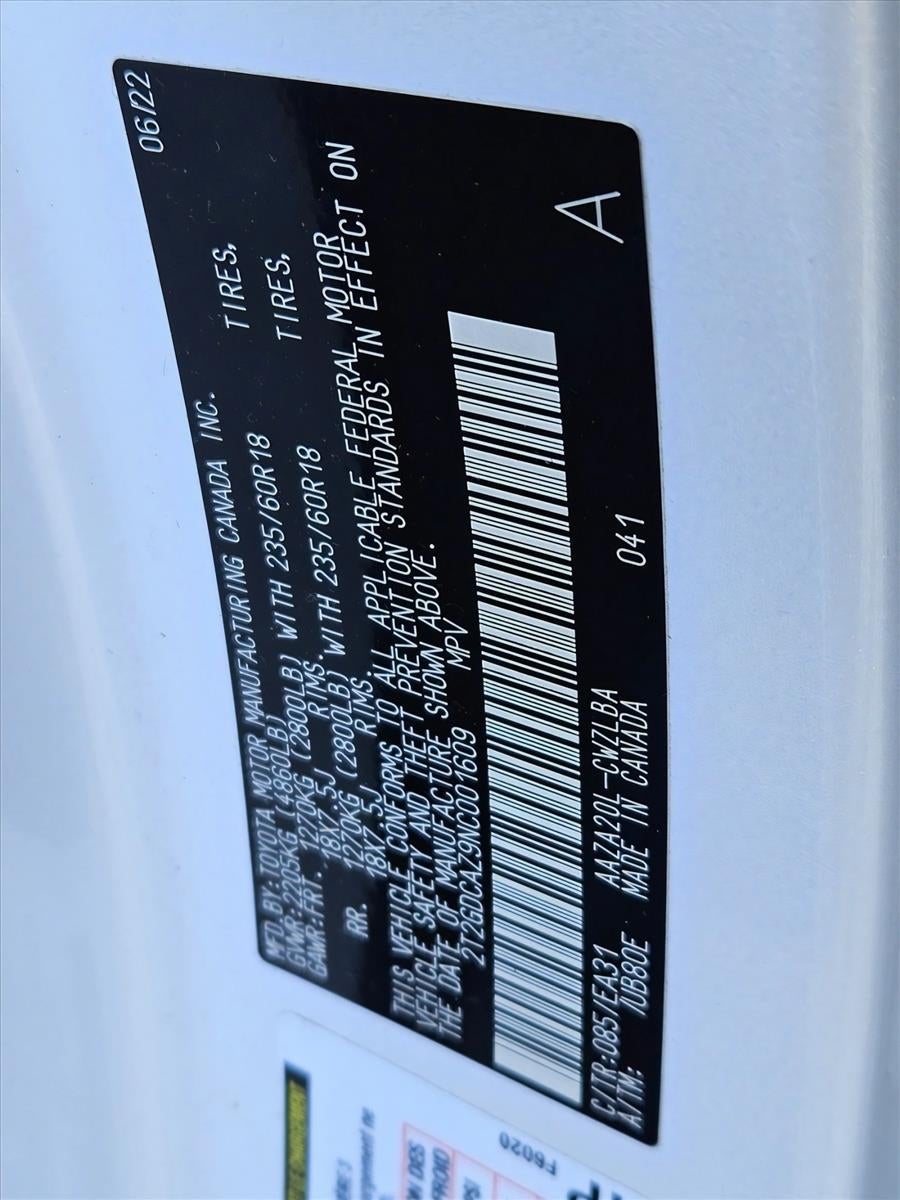 MFD. BY: TOYOTA MOTOR MANUFACTURING CANADA INC. 06/22
GVWR: 2205KG (4860LB)
GAWR: FRT. 1270KG (2800LB) WITH 235/60R18 TIRES,
18X7.5J RIMS.
RR. 1270KG (2800LB) WITH 235/60R18 TIRES,
18X7.5J RIMS.
THIS VEHICLE CONFORMS TO ALL APPLICABLE FEDERAL MOTOR
VEHICLE SAFETY AND THEFT PREVENTION STANDARDS IN EFFECT ON
THE DATE OF MANUFACTURE SHOWN ABOVE.
2T2GDCAZ9NC001609 MPV
A
C/TR: 085/EA31 AAZA20L-CWZLBA 041
A/TM: /UB80E MADE IN CANADA
F6020